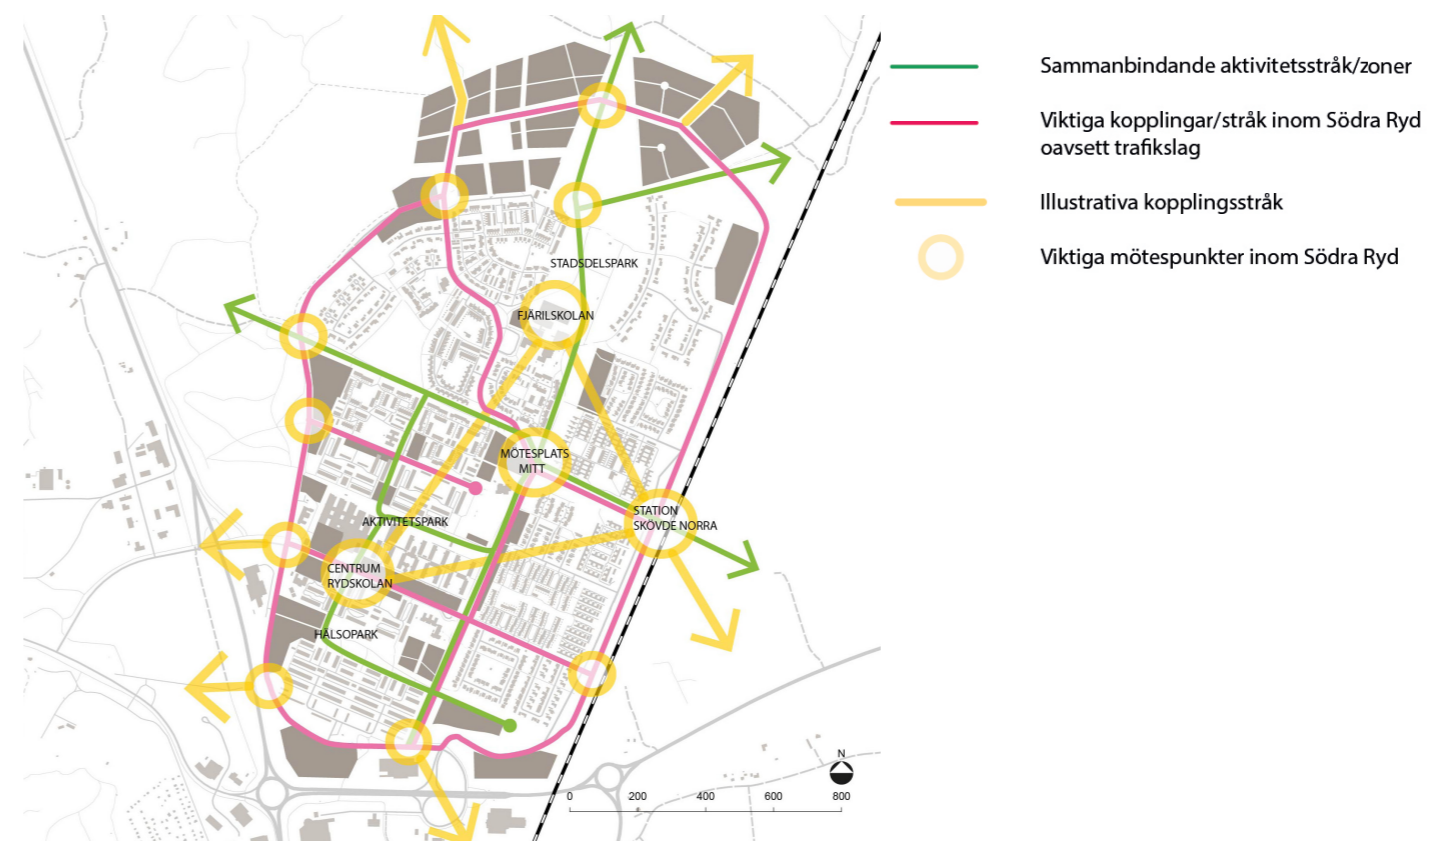 Sammanbindande aktivitetsstråk/zoner
Viktiga kopplingar/stråk inom Södra Ryd
oavsett trafikslag
Illustrativa kopplingsstråk
Viktiga mötespunkter inom Södra Ryd
STADSDELSPARK
FJÄRILSKOLAN
MÖTESPLATS
MITT
STATION
SKÖVDE NORRA
AKTIVITETSPARK
CENTRUM
RYDSKOLAN
HÄLSOPARK
N
0 200 400 600 800